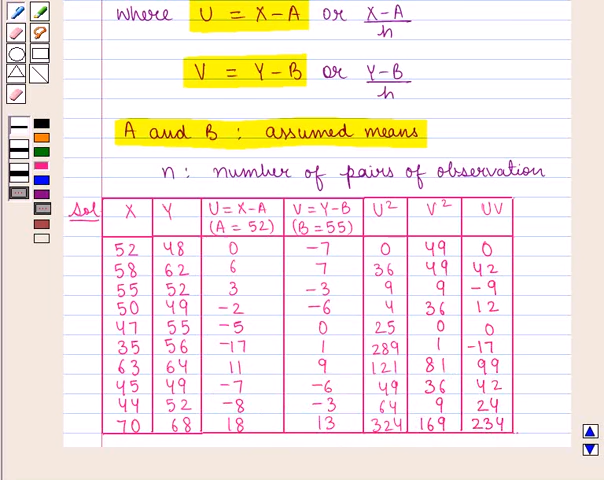 where U = X-A or X-A/h
V = Y-B or Y-B/h
A and B : assumed means
n : number of pairs of observation
Sol X Y U = X-A (A = 52) V = Y-B (B = 55) U² V² UV
52 48 0 -7 0 49 0
58 62 6 7 36 49 42
55 52 3 -3 9 9 -9
50 49 -2 -6 4 36 12
47 55 -5 0 25 0 0
35 56 -17 1 289 1 -17
63 64 11 9 121 81 99
45 49 -7 -6 49 36 42
44 52 -8 -3 64 9 24
70 68 18 13 324 169 234